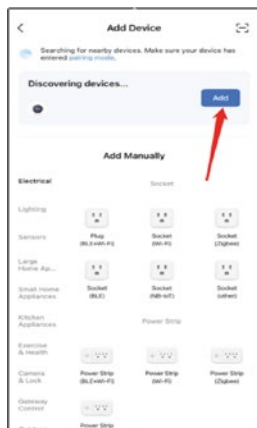 Add Device
Searching for nearby devices. Make sure your device has
entered pairing mode.
Discovering devices...
Add
Add Manually
Electrical
Socket
Lighting
Plug
(BLE+Wi-Fi)
Socket
(Wi-Fi)
Socket
(Zigbee)
Sensors
Large
Home Ap...
Socket
(BLE)
Socket
(NB-IoT)
Socket
(other)
Small Home
Appliances
Kitchen
Appliances
Power Strip
Exercise
& Health
Power Strip
(BLE+Wi-Fi)
Power Strip
(Wi-Fi)
Power Strip
(Zigbee)
Camera
& Lock
Gateway
Control
Power Strip